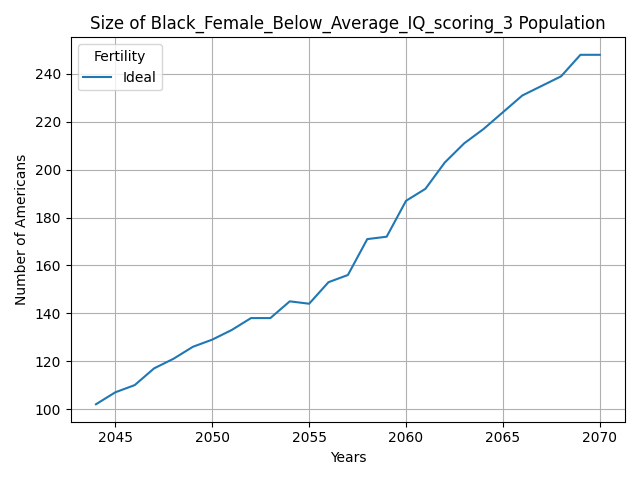 Size of Black_Female_Below_Average_IQ_scoring_3 Population
Fertility
Ideal
Number of Americans
240
220
200
180
160
140
120
100
2045 2050 2055 2060 2065 2070
Years